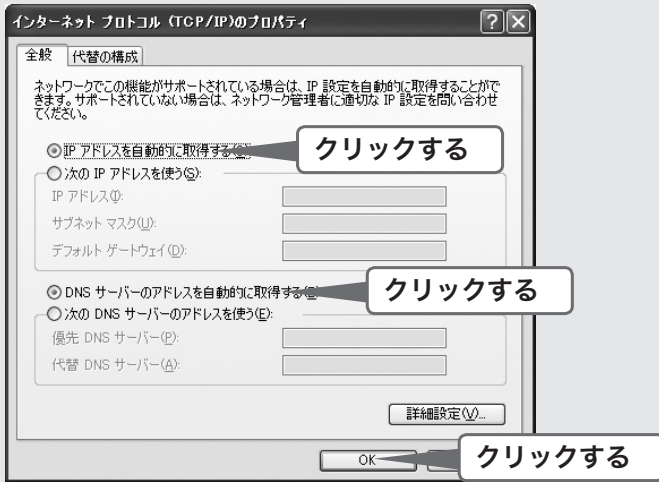 インターネット プロトコル (TCP/IP)のプロパティ
全般 代替の構成
ネットワークでこの機能がサポートされている場合は、IP 設定を自動的に取得することがで
きます。サポートされていない場合は、ネットワーク管理者に適切な IP 設定を問い合わせ
てください。
IP アドレスを自動的に取得する(O) クリックする
次の IP アドレスを使う(S):
IP アドレス(I):
サブネット マスク(U):
デフォルト ゲートウェイ(D):
DNS サーバーのアドレスを自動的に取得する(B) クリックする
次の DNS サーバーのアドレスを使う(E):
優先 DNS サーバー(P):
代替 DNS サーバー(A):
詳細設定(V)...
OK クリックする